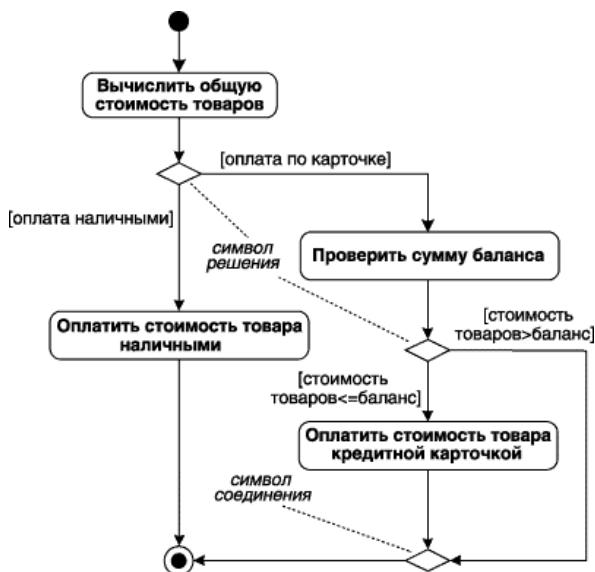 Вычислить общую
стоимость товаров
[оплата по карточке]
[оплата наличными]
символ
решения
Проверить сумму баланса
Оплатить стоимость товара
наличными
[стоимость
товаров>баланс]
[стоимость
товаров<=баланс]
Оплатить стоимость товара
кредитной карточкой
символ
соединения